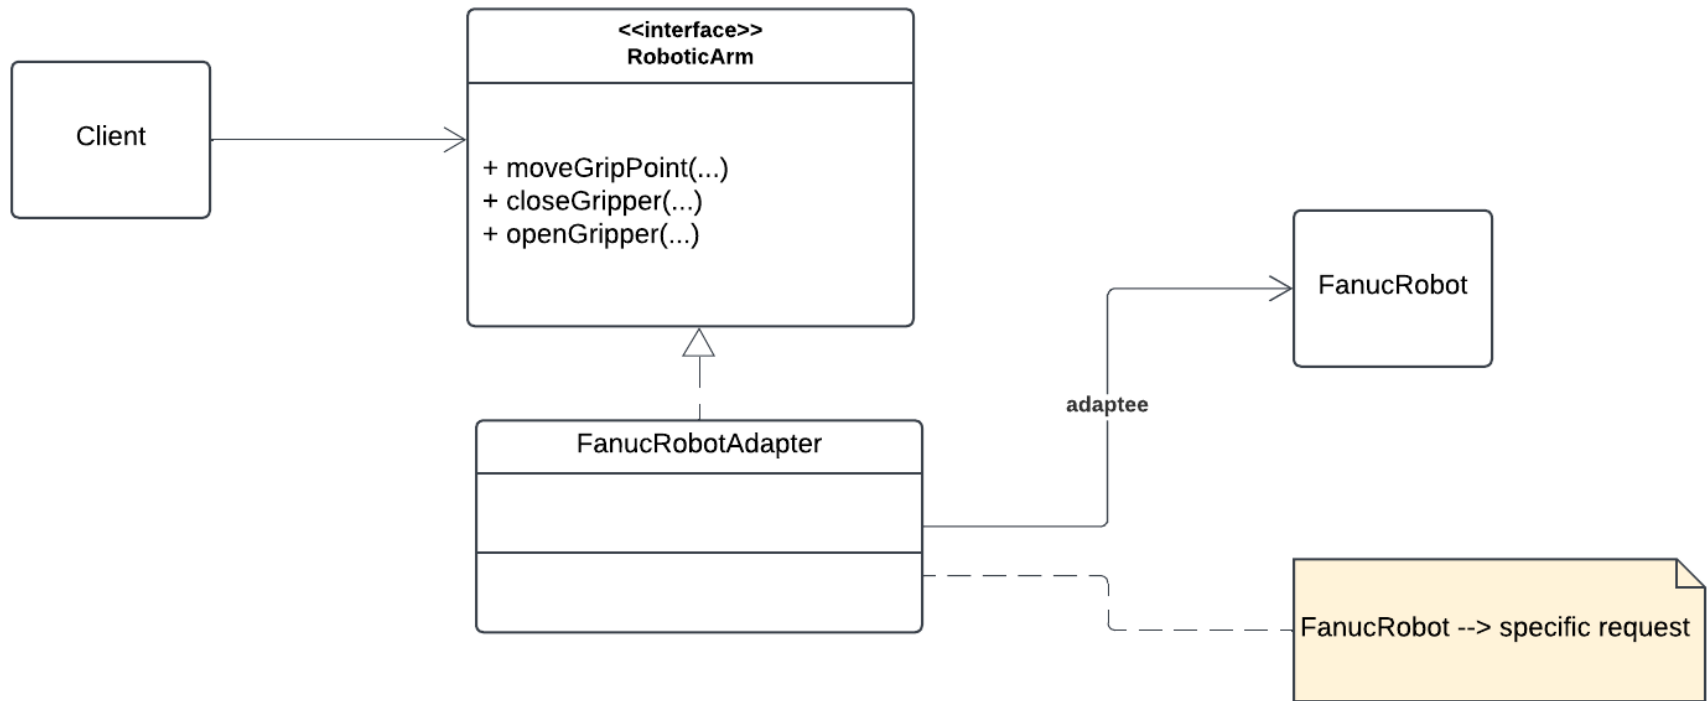 <<interface>>
RoboticArm
Client
+ moveGripPoint(...)
+ closeGripper(...)
+ openGripper(...)
FanucRobot
adaptee
FanucRobotAdapter
FanucRobot --> specific request